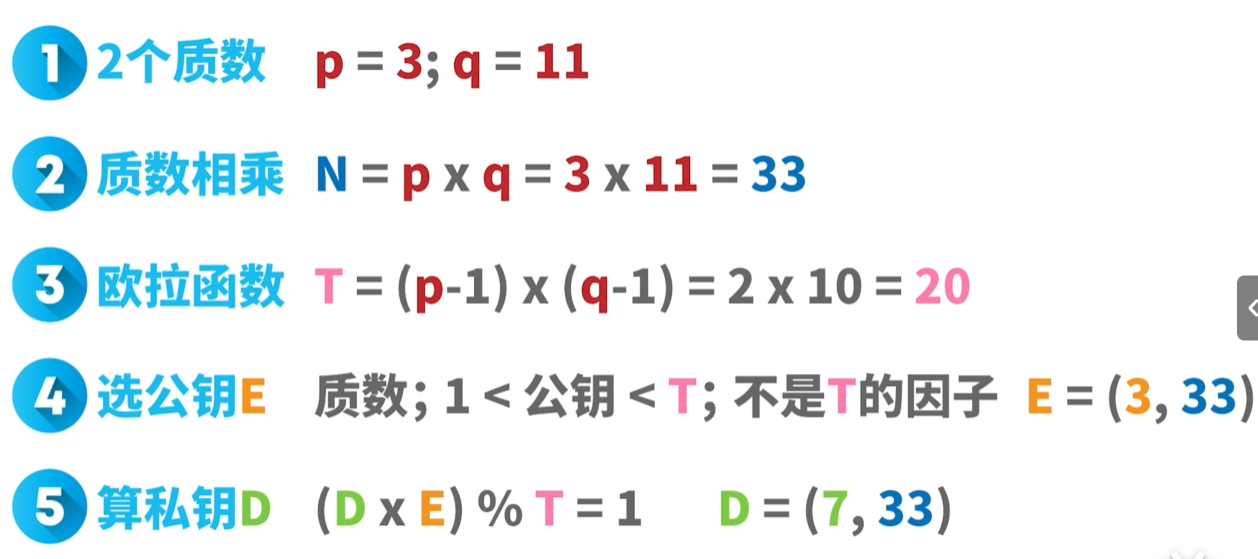 1 2个质数 p = 3; q = 11
2 质数相乘 N = p x q = 3 x 11 = 33
3 欧拉函数 T = (p-1) x (q-1) = 2 x 10 = 20
4 选公钥E 质数; 1 < 公钥 < T; 不是T的因子 E = (3, 33)
5 算私钥D (D x E) % T = 1 D = (7, 33)